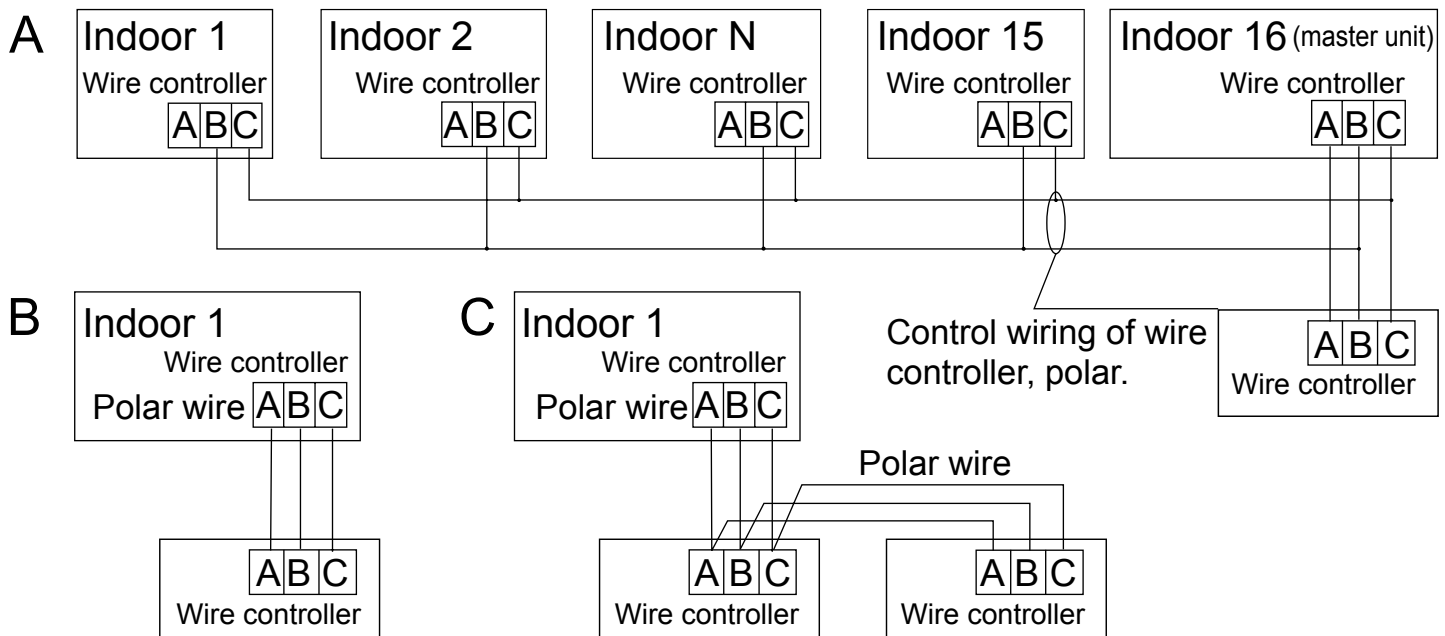 A
Indoor 1
Wire controller
A B C
Indoor 2
Wire controller
A B C
Indoor N
Wire controller
A B C
Indoor 15
Wire controller
A B C
Indoor 16 (master unit)
Wire controller
A B C
Control wiring of wire
controller, polar.
A B C
Wire controller
B
Indoor 1
Wire controller
Polar wire A B C
A B C
Wire controller
C
Indoor 1
Wire controller
Polar wire A B C
Polar wire
A B C
Wire controller
A B C
Wire controller